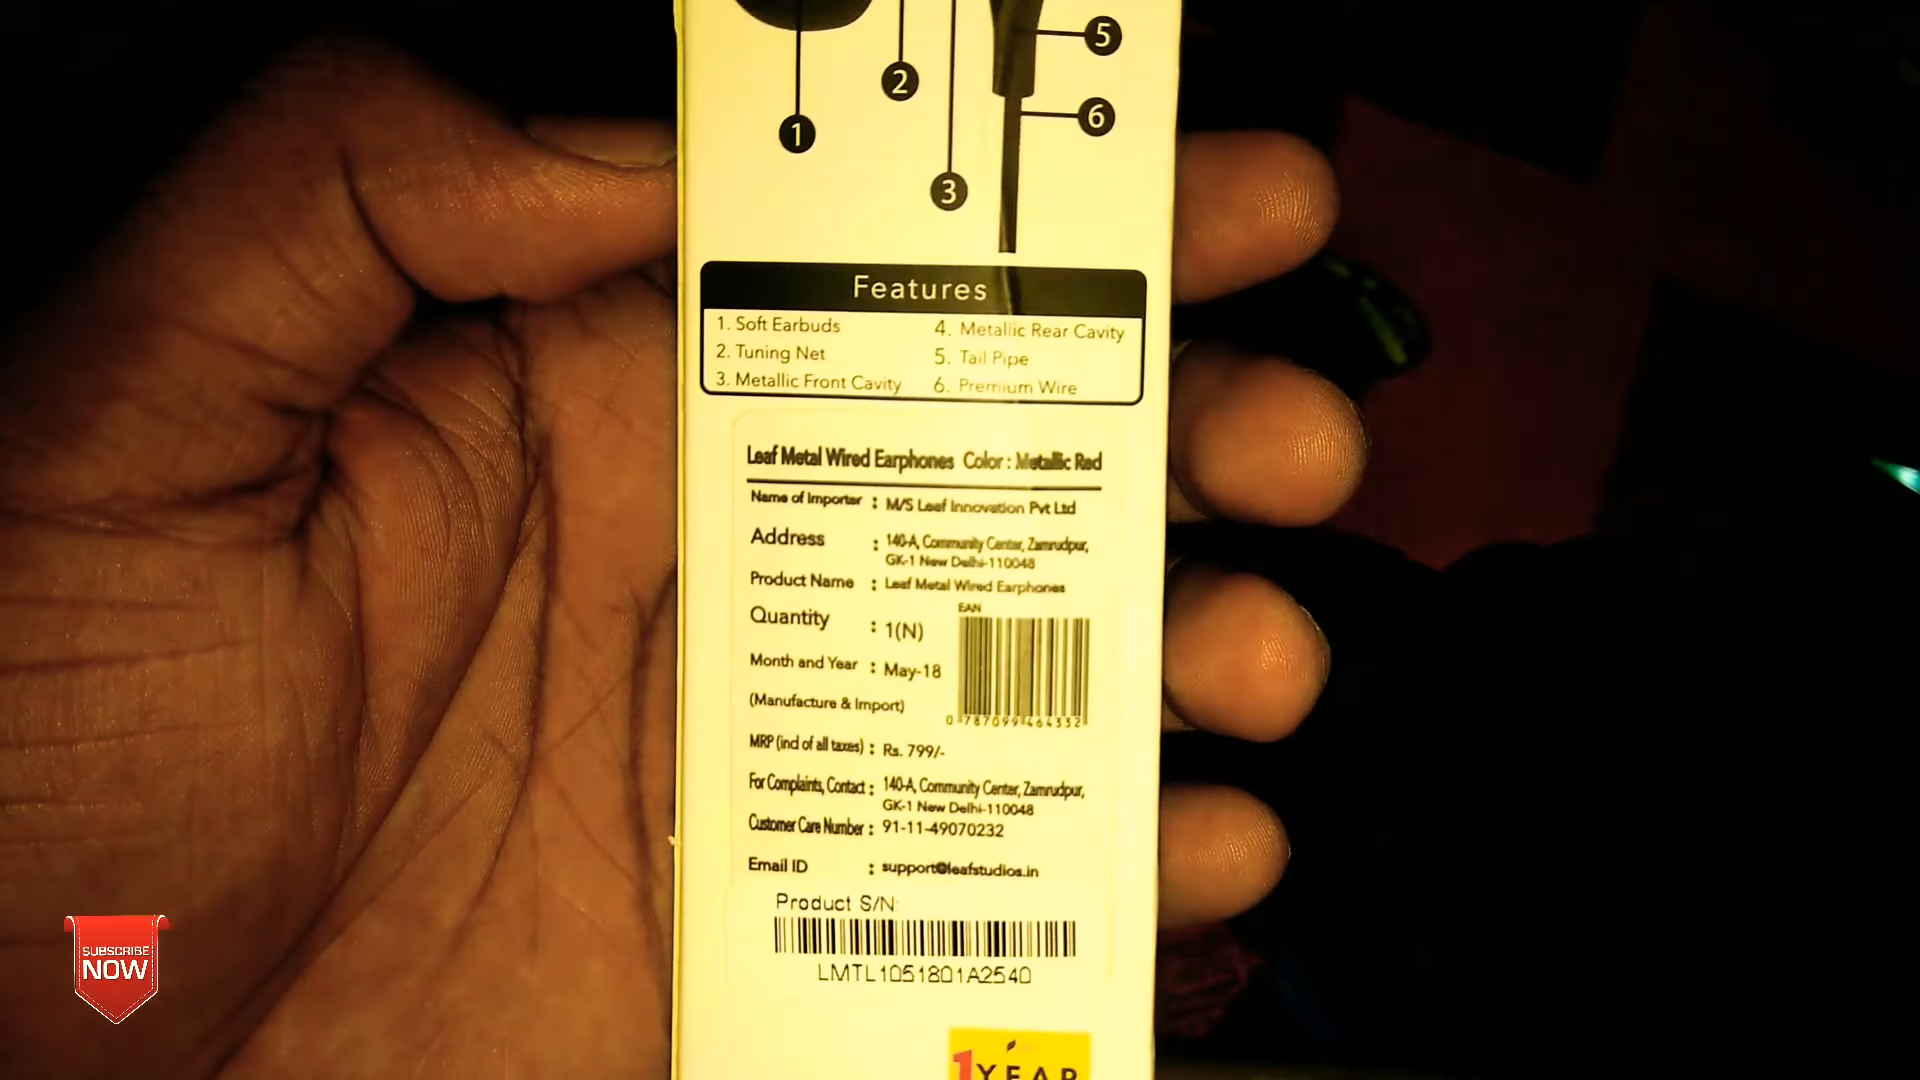 5
2
6
1
3
Features
1. Soft Earbuds
2. Tuning Net
3. Metallic Front Cavity
4. Metallic Rear Cavity
5. Tail Pipe
6. Premium Wire
Leaf Metal Wired Earphones Color : Metallic Red
Name of Importer : M/S Leaf Innovation Pvt Ltd
Address : 140-A, Community Center, Zamrudpur,
GK-1 New Delhi-110048
Product Name : Leaf Metal Wired Earphones
EAN
Quantity : 1(N)
Month and Year : May-18
(Manufacture & Import)
0 787099 464332
MRP (incl of all taxes) : Rs. 799/-
For Complaints, Contact : 140-A, Community Center, Zamrudpur,
GK-1 New Delhi-110048
Customer Care Number : 91-11-49070232
Email ID : support@leafstudios.in
Product S/N:
LMTL1051801A2540
1 YEAR
SUBSCRIBE
NOW